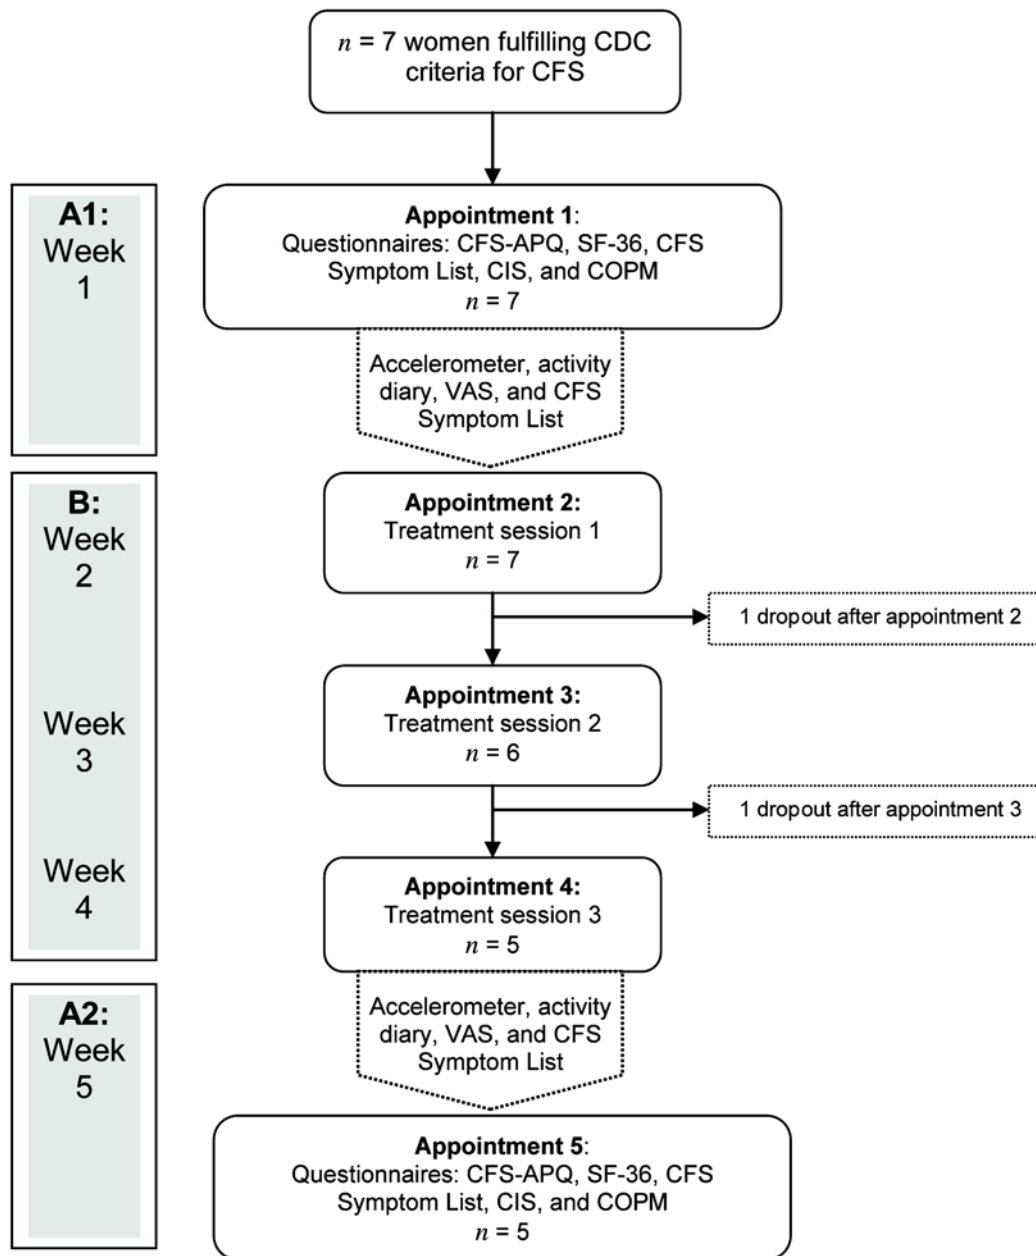 n = 7 women fulfilling CDC
criteria for CFS
A1:
Week
1
Appointment 1:
Questionnaires: CFS-APQ, SF-36, CFS
Symptom List, CIS, and COPM
n = 7
Accelerometer, activity
diary, VAS, and CFS
Symptom List
B:
Week
2
Appointment 2:
Treatment session 1
n = 7
1 dropout after appointment 2
Week
3
Appointment 3:
Treatment session 2
n = 6
1 dropout after appointment 3
Week
4
Appointment 4:
Treatment session 3
n = 5
A2:
Week
5
Accelerometer, activity
diary, VAS, and CFS
Symptom List
Appointment 5:
Questionnaires: CFS-APQ, SF-36, CFS
Symptom List, CIS, and COPM
n = 5